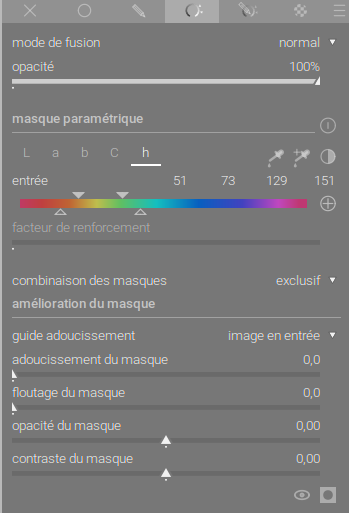 mode de fusion normal
opacité 100%
masque paramétrique
L a b C h
entrée 51 73 129 151
facteur de renforcement
combinaison des masques exclusif
amélioration du masque
guide adoucissement image en entrée
adoucissement du masque 0,0
floutage du masque 0,0
opacité du masque 0,00
contraste du masque 0,00